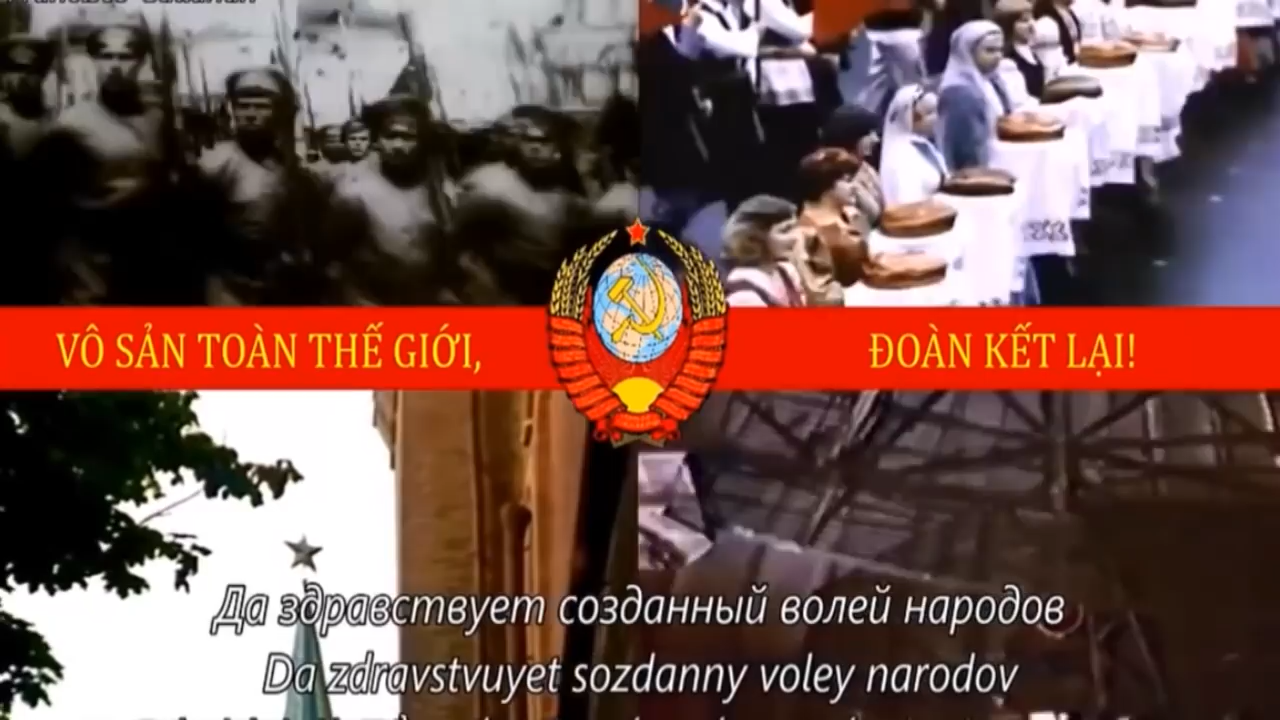 VÔ SẢN TOÀN THẾ GIỚI,
ĐOÀN KẾT LẠI!
Да здравствует созданный волей народов
Da zdravstvuyet sozdanny voley narodov